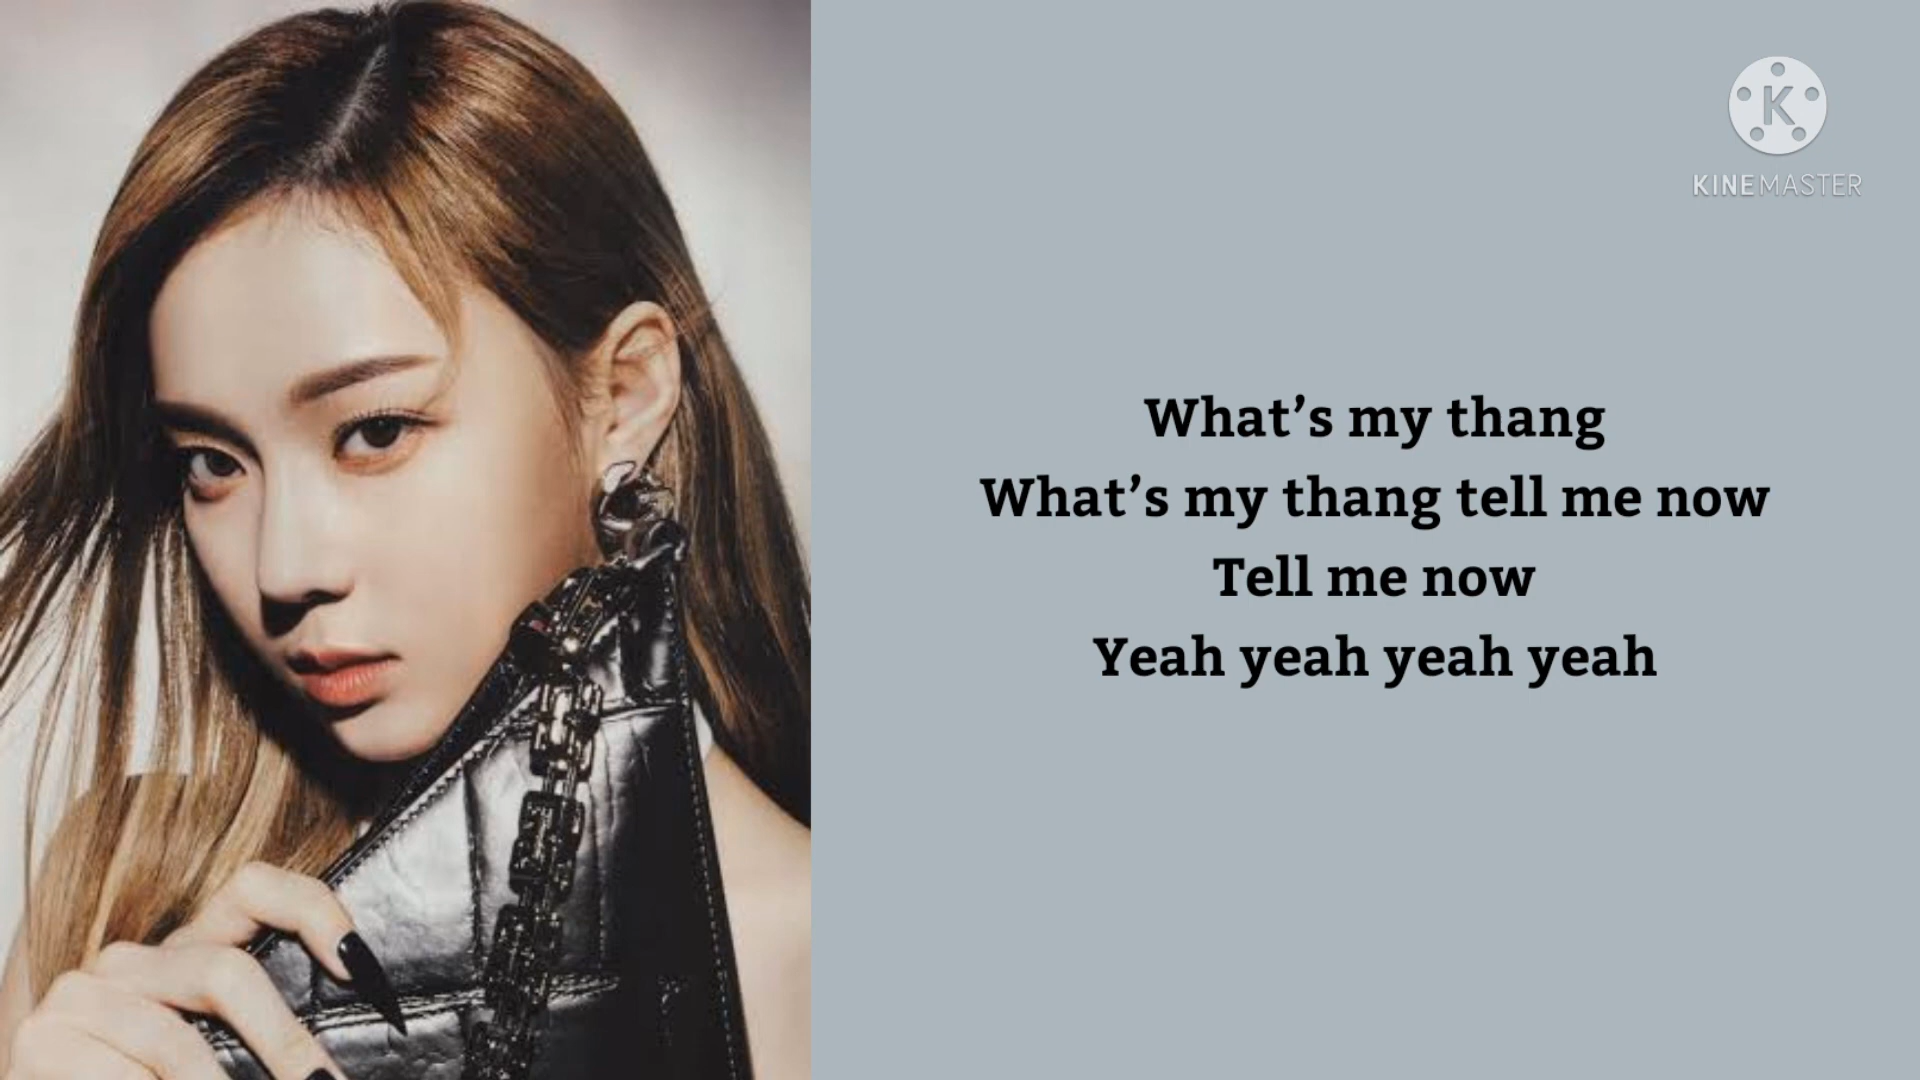 K
KINEMASTER
What's my thang
What's my thang tell me now
Tell me now
Yeah yeah yeah yeah